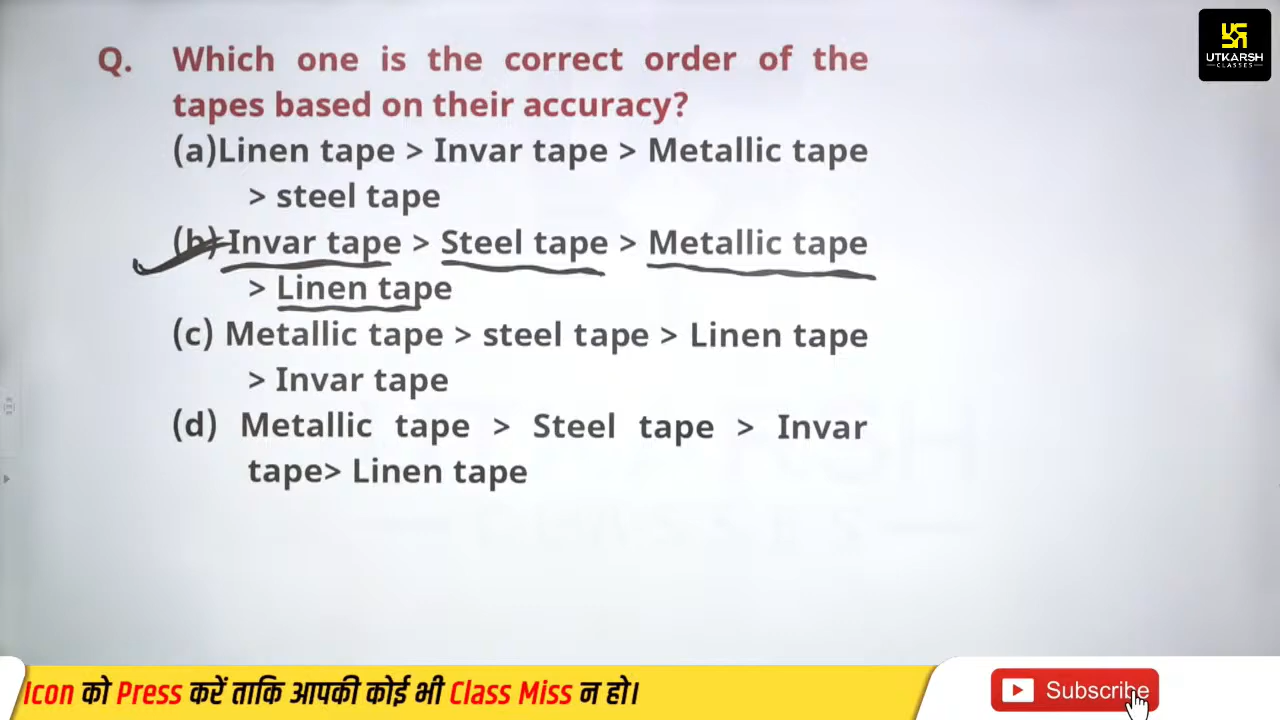 UTKARSH
CLASSES
Q. Which one is the correct order of the
tapes based on their accuracy?
(a)Linen tape > Invar tape > Metallic tape
> steel tape
(b) Invar tape > Steel tape > Metallic tape
> Linen tape
(c) Metallic tape > steel tape > Linen tape
> Invar tape
(d) Metallic tape > Steel tape > Invar
tape> Linen tape
Icon को Press करें ताकि आपकी कोई भी Class Miss न हो।
Subscribe